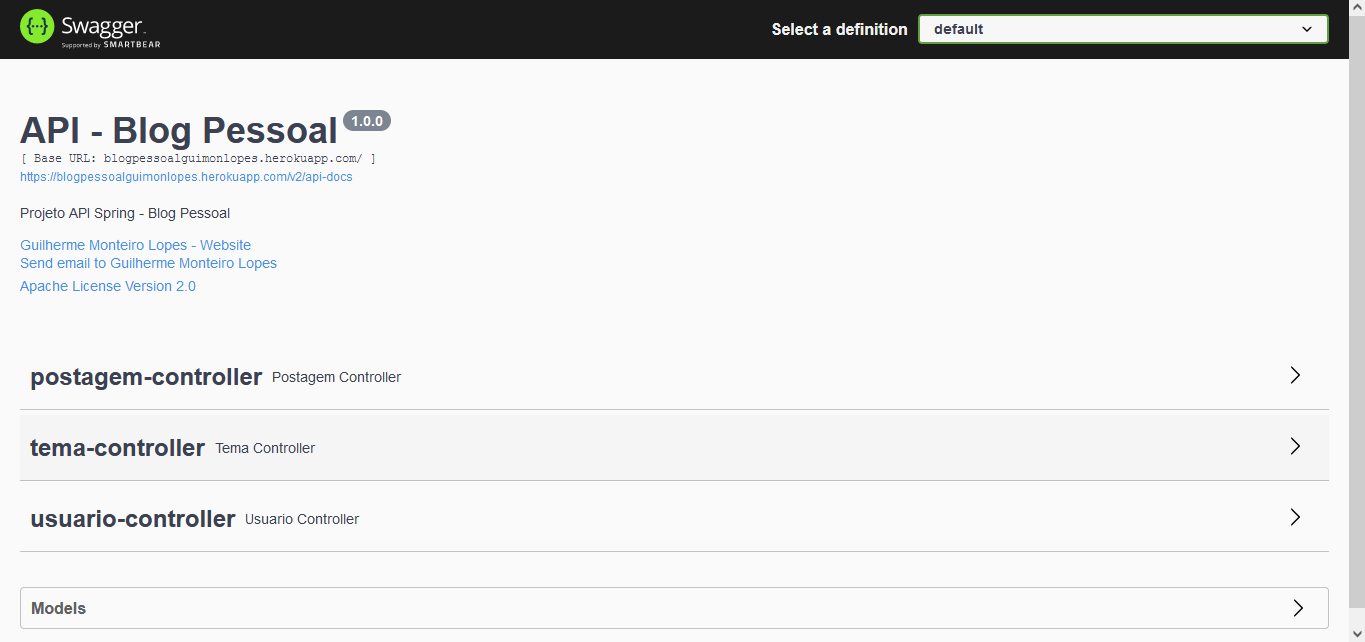 Swagger
Supported by SMARTBEAR
Select a definition
default
API - Blog Pessoal 1.0.0
[ Base URL: blogpessoalguimonlopes.herokuapp.com/ ]
https://blogpessoalguimonlopes.herokuapp.com/v2/api-docs
Projeto API Spring - Blog Pessoal
Guilherme Monteiro Lopes - Website
Send email to Guilherme Monteiro Lopes
Apache License Version 2.0
postagem-controller Postagem Controller
tema-controller Tema Controller
usuario-controller Usuario Controller
Models